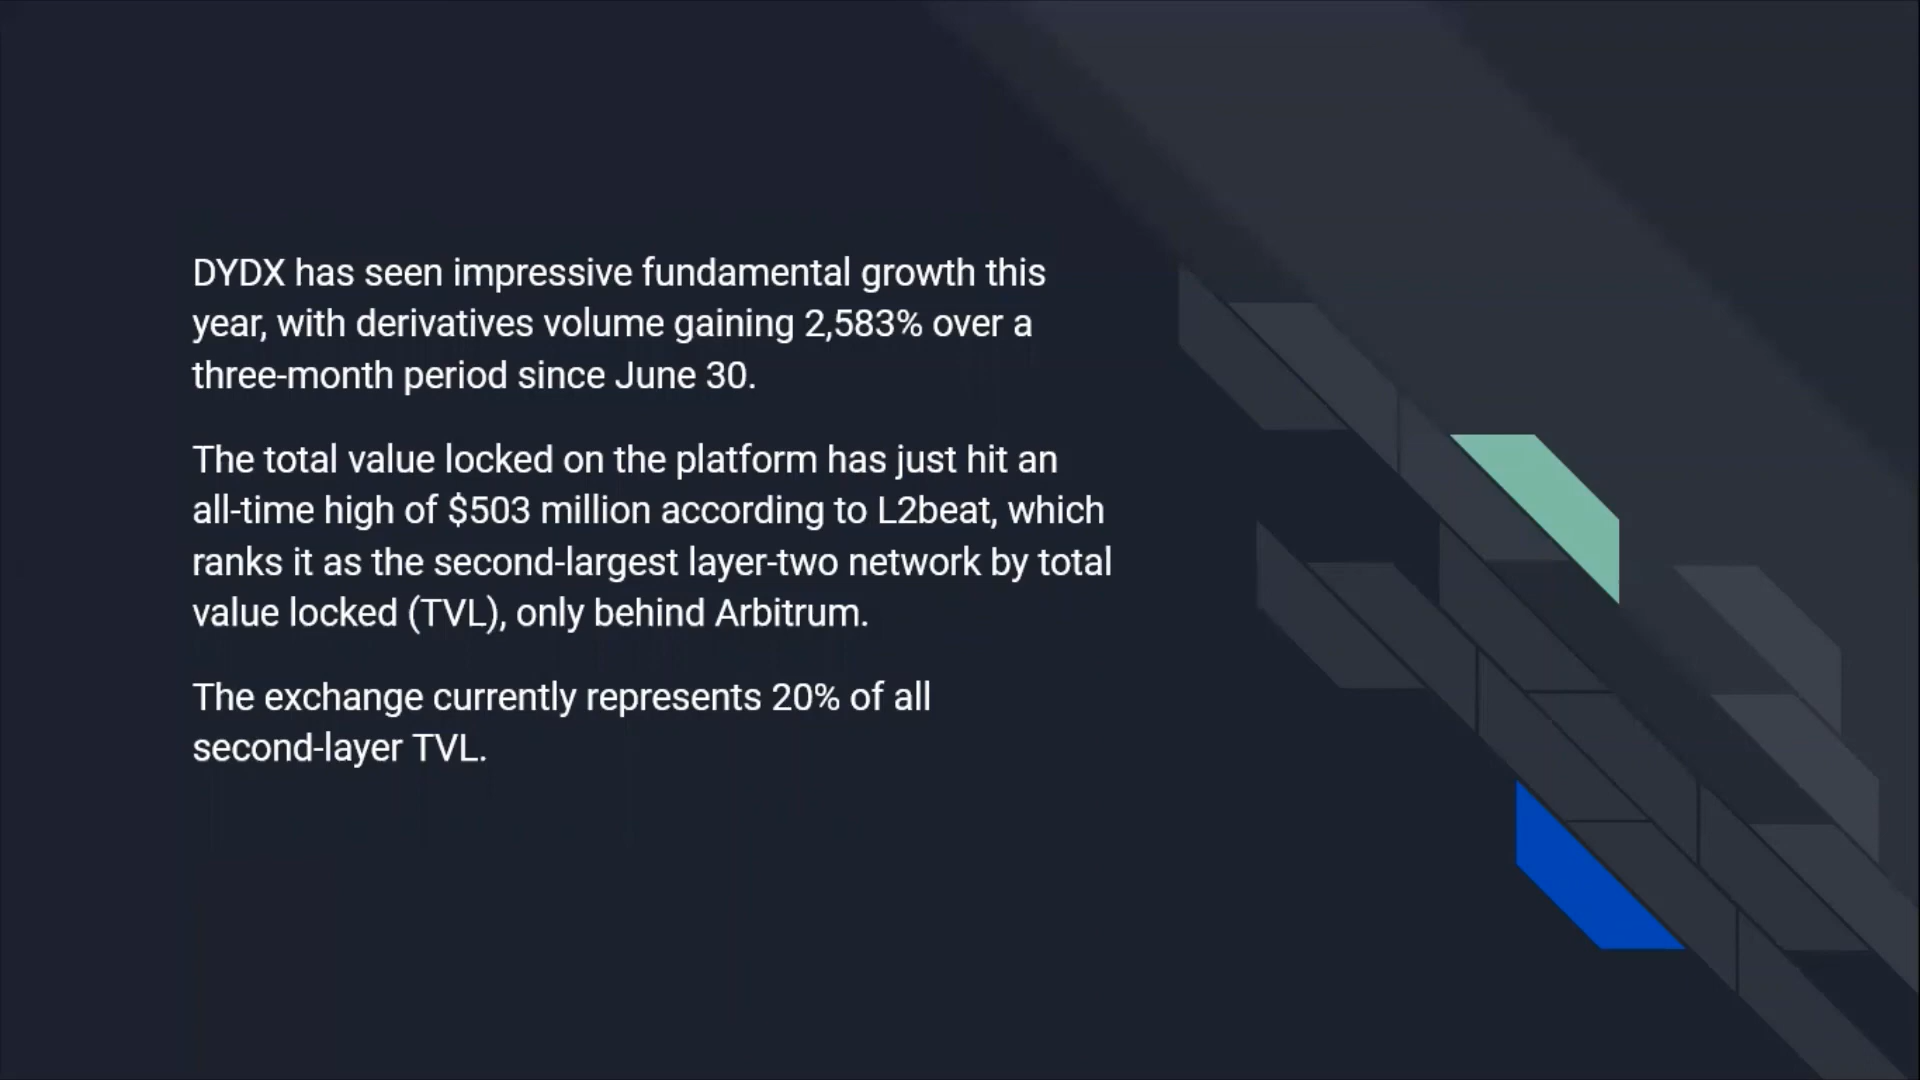 DYDX has seen impressive fundamental growth this
year, with derivatives volume gaining 2,583% over a
three-month period since June 30.
The total value locked on the platform has just hit an
all-time high of $503 million according to L2beat, which
ranks it as the second-largest layer-two network by total
value locked (TVL), only behind Arbitrum.
The exchange currently represents 20% of all
second-layer TVL.